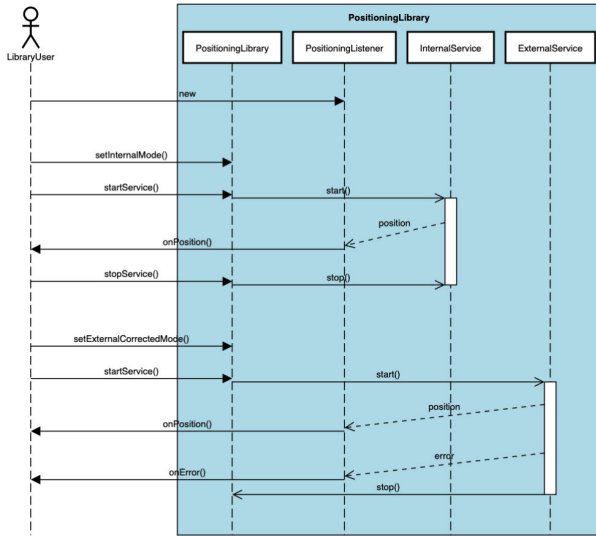 PositioningLibrary
LibraryUser
PositioningLibrary
PositioningListener
InternalService
ExternalService
new
setInternalMode()
startService()
start()
position
onPosition()
stopService()
stop()
setExternalCorrectedMode()
startService()
start()
position
onPosition()
error
onError()
stop()